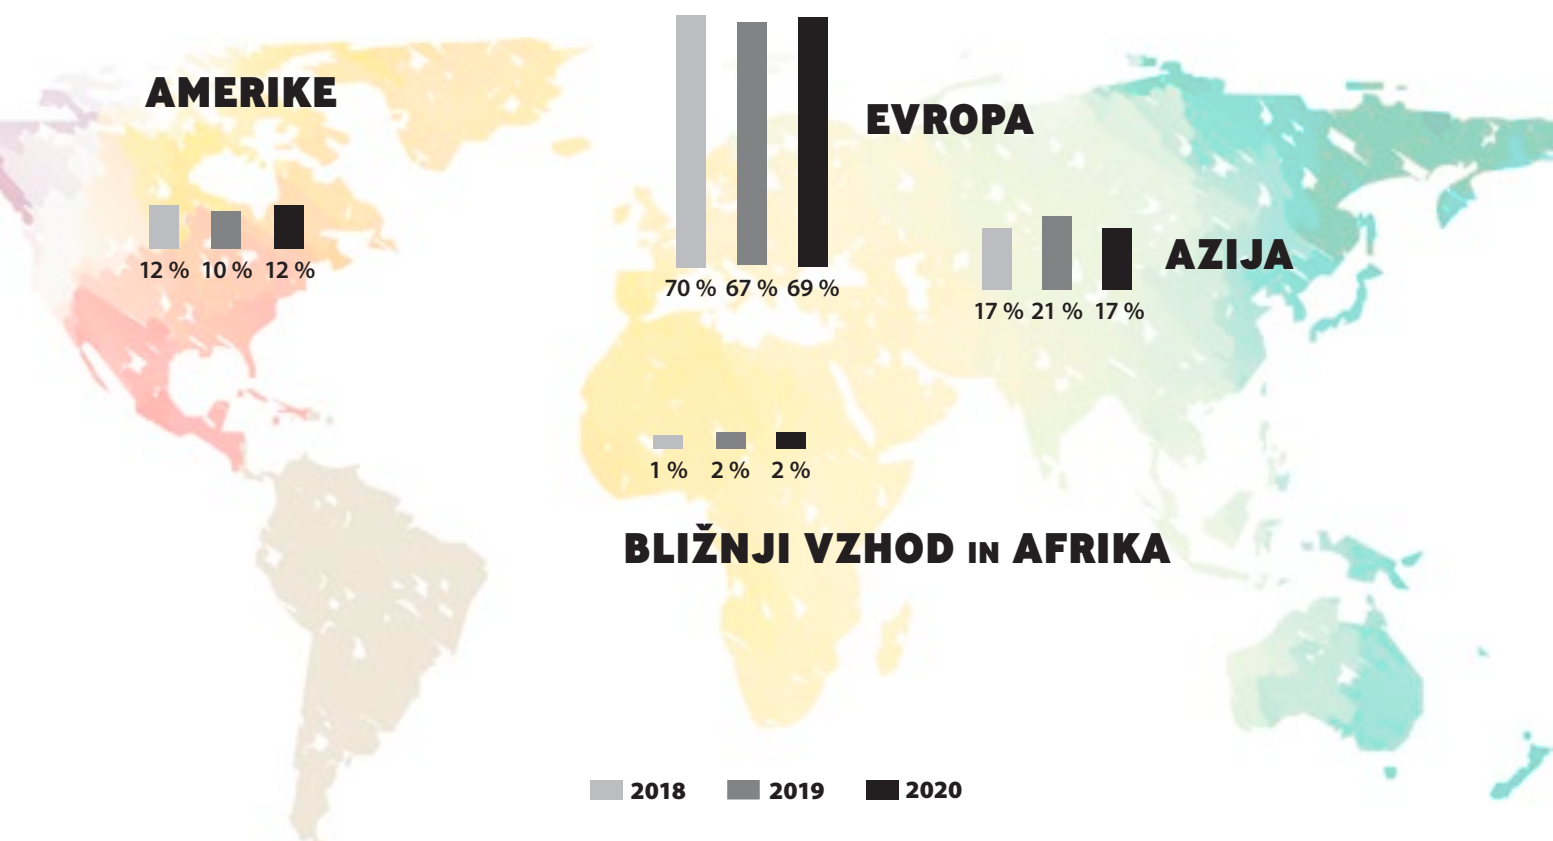 AMERIKE
12 % 10 % 12 %
EVROPA
70 % 67 % 69 %
AZIJA
17 % 21 % 17 %
1 % 2 % 2 %
BLIŽNJI VZHOD IN AFRIKA
2018 2019 2020